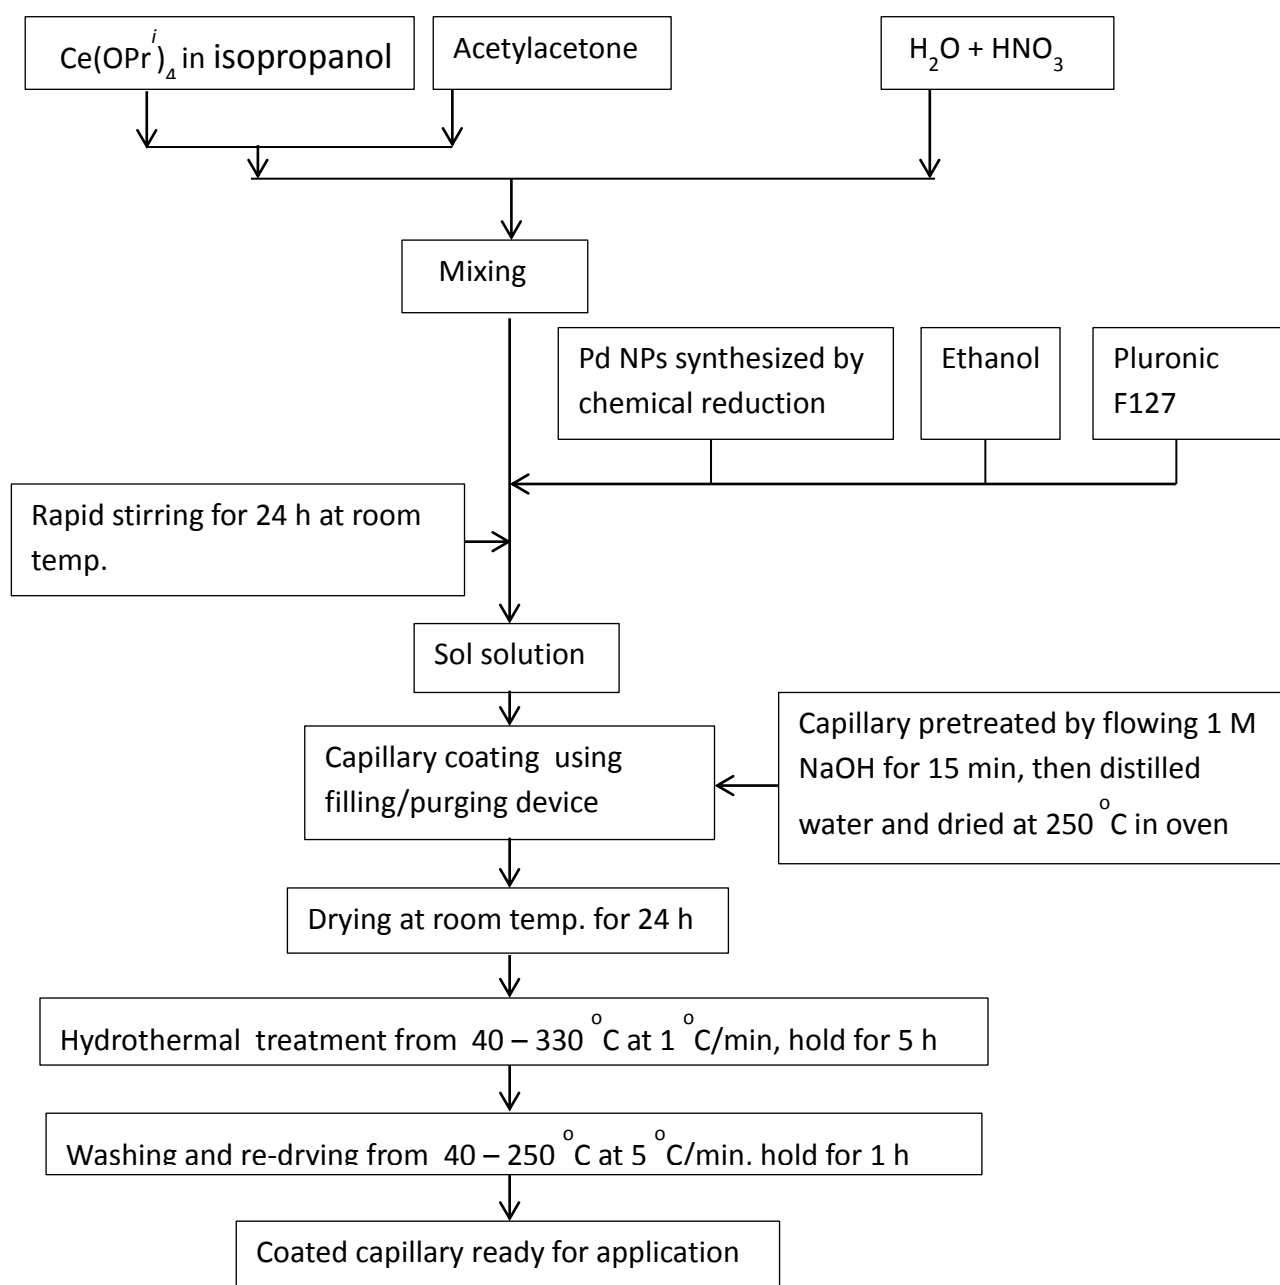 Ce(OPrⁱ)₄ in isopropanol
Acetylacetone
H₂O + HNO₃
Mixing
Pd NPs synthesized by
chemical reduction
Ethanol
Pluronic
F127
Rapid stirring for 24 h at room
temp.
Sol solution
Capillary coating using
filling/purging device
Capillary pretreated by flowing 1 M
NaOH for 15 min, then distilled
water and dried at 250 °C in oven
Drying at room temp. for 24 h
Hydrothermal treatment from 40 – 330 °C at 1 °C/min, hold for 5 h
Washing and re-drying from 40 – 250 °C at 5 °C/min. hold for 1 h
Coated capillary ready for application